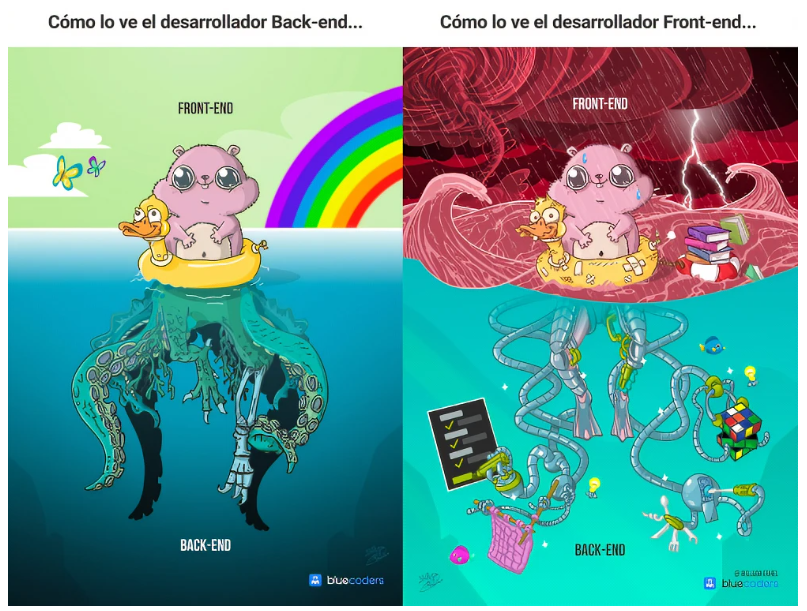 Cómo lo ve el desarrollador Back-end...
Cómo lo ve el desarrollador Front-end...
FRONT-END
BACK-END
bluecoders
FRONT-END
BACK-END
bluecoders